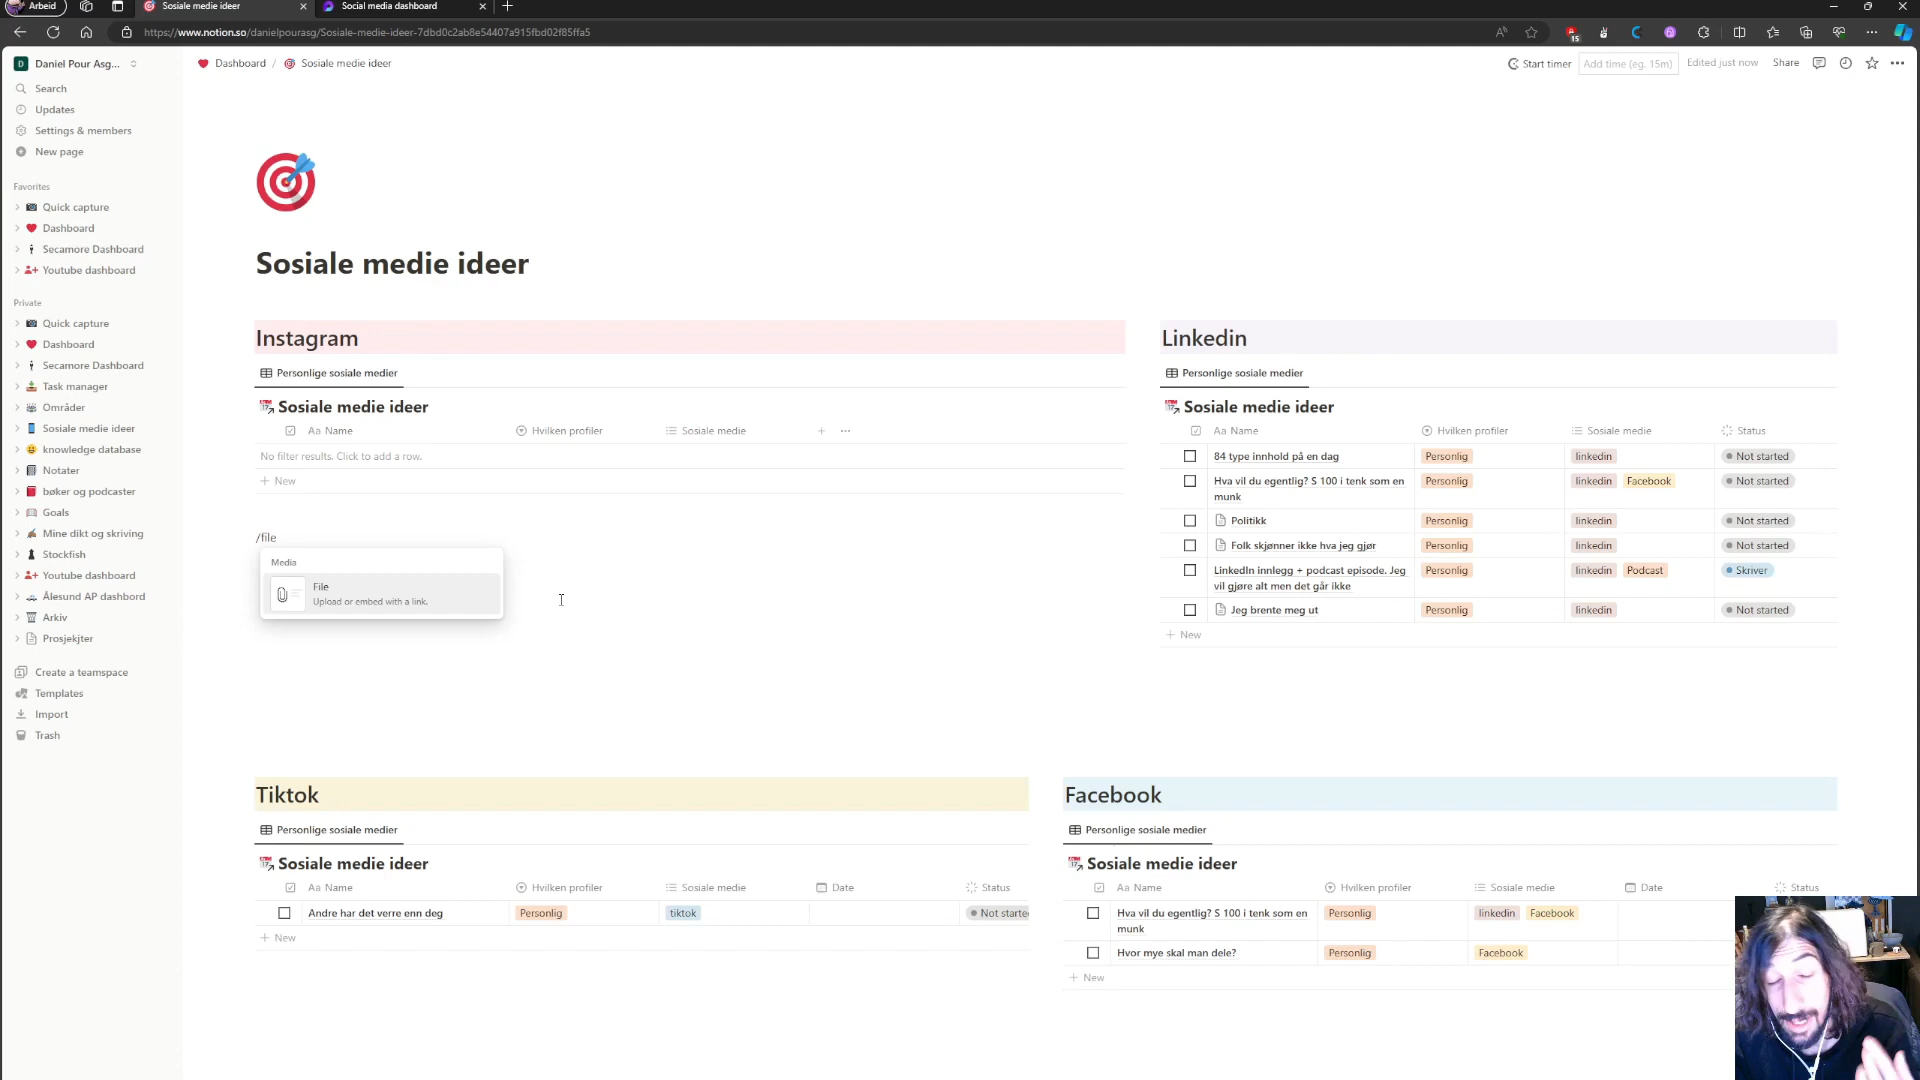 Arbeid
Sosiale medie ideer
Social media dashboard
https://www.notion.so/danielpourasg/Sosiale-medie-ideer-7dbd0c2ab8e54407a915fbd02f85ffa5
15
D Daniel Pour Asg...
Dashboard / Sosiale medie ideer
Start timer
Add time (eg. 15m)
Edited just now
Share
Search
Updates
Settings & members
New page
Favorites
Quick capture
Dashboard
Secamore Dashboard
Youtube dashboard
Private
Quick capture
Dashboard
Secamore Dashboard
Task manager
Områder
Sosiale medie ideer
knowledge database
Notater
bøker og podcaster
Goals
Mine dikt og skriving
Stockfish
Youtube dashboard
Ålesund AP dashbord
Arkiv
Prosjekjter
Create a teamspace
Templates
Import
Trash
Sosiale medie ideer
Instagram
Personlige sosiale medier
Sosiale medie ideer
Aa Name Hvilken profiler Sosiale medie
No filter results. Click to add a row.
+ New
/file
Media
File
Upload or embed with a link.
Linkedin
Personlige sosiale medier
Sosiale medie ideer
Aa Name Hvilken profiler Sosiale medie Status
84 type innhold på en dag Personlig linkedin Not started
Hva vil du egentlig? S 100 i tenk som en Personlig linkedin Facebook Not started
munk
Politikk Personlig linkedin Not started
Folk skjønner ikke hva jeg gjør Personlig linkedin Not started
LinkedIn innlegg + podcast episode. Jeg Personlig linkedin Podcast Skriver
vil gjøre alt men det går ikke
Jeg brente meg ut Personlig linkedin Not started
+ New
Tiktok
Personlige sosiale medier
Sosiale medie ideer
Aa Name Hvilken profiler Sosiale medie Date Status
Andre har det verre enn deg Personlig tiktok Not starte
+ New
Facebook
Personlige sosiale medier
Sosiale medie ideer
Aa Name Hvilken profiler Sosiale medie Date Status
Hva vil du egentlig? S 100 i tenk som en Personlig linkedin Facebook
munk
Hvor mye skal man dele? Personlig Facebook
+ New